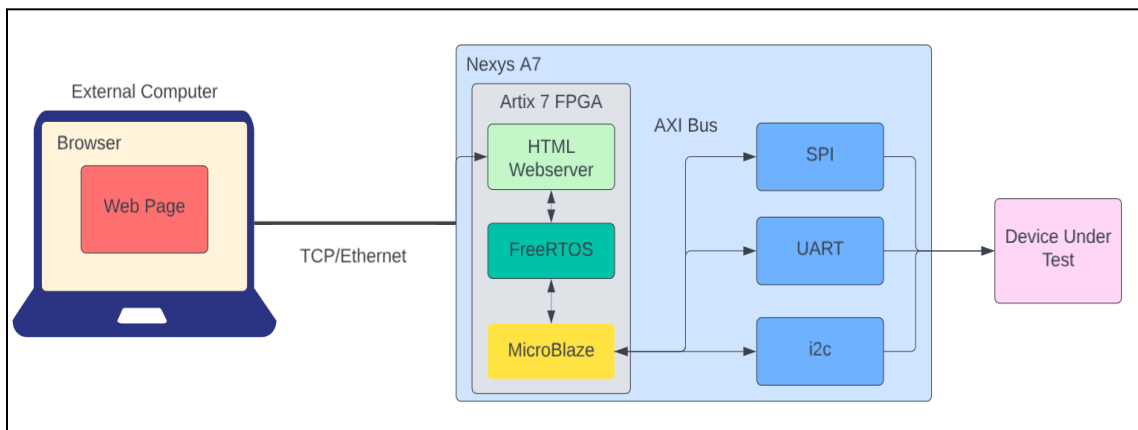 External Computer
Browser
Web Page
TCP/Ethernet
Nexys A7
Artix 7 FPGA
HTML
Webserver
FreeRTOS
MicroBlaze
AXI Bus
SPI
UART
i2c
Device Under
Test